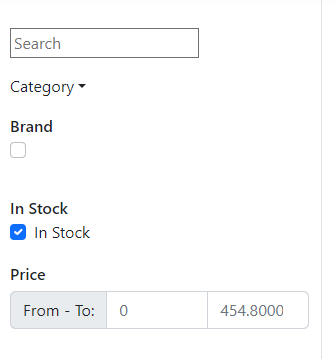 Search
Category
Brand
In Stock
In Stock
Price
From - To: 0 454.8000